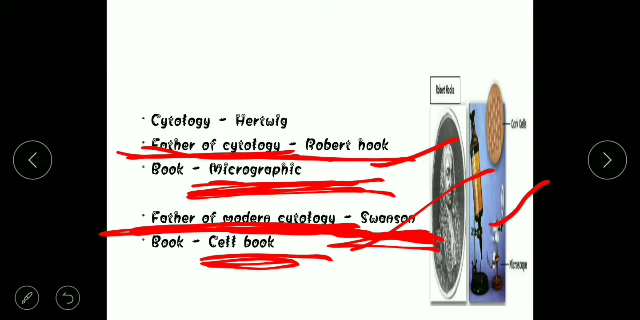 Robert Hooke
· Cytology – Hertwig
· Father of cytology – Robert hook
· Book – Micrographic
· Father of modern cytology – Swanson
· Book – Cell book
Cork Cells
Microscope